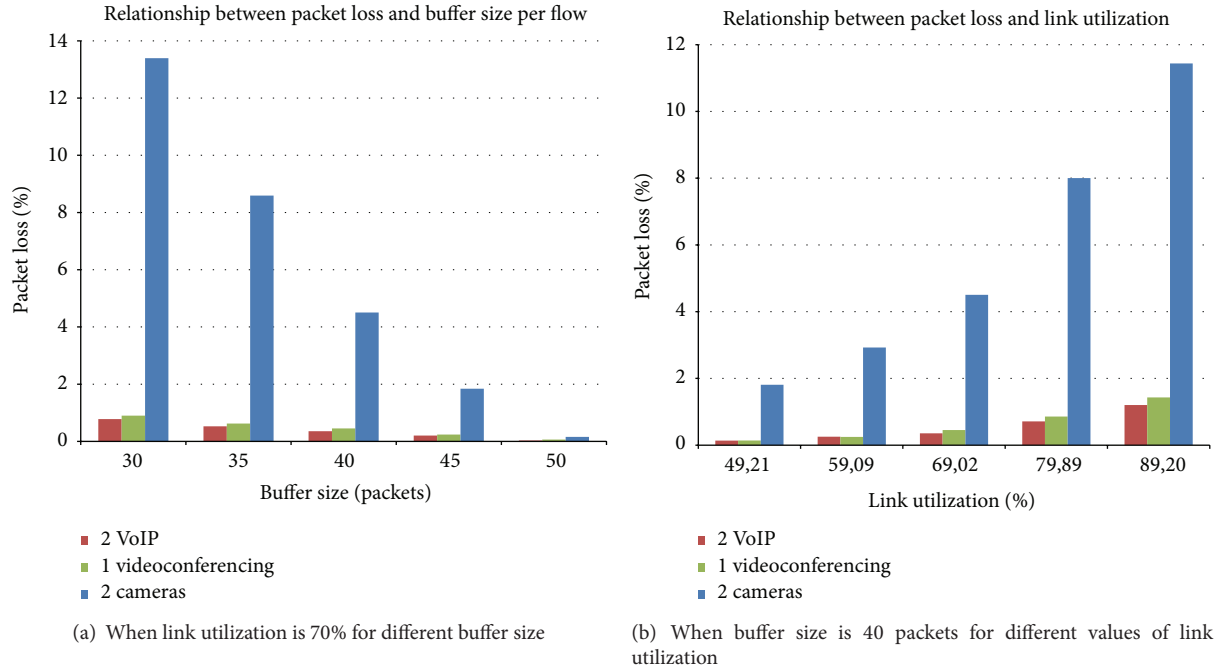 Relationship between packet loss and buffer size per flow
14
12
10
8
6
4
2
0
Packet loss (%)
30 35 40 45 50
Buffer size (packets)
2 VoIP
1 videoconferencing
2 cameras
(a) When link utilization is 70% for different buffer size
Relationship between packet loss and link utilization
12
10
8
6
4
2
0
Packet loss (%)
49,21 59,09 69,02 79,89 89,20
Link utilization (%)
2 VoIP
1 videoconferencing
2 cameras
(b) When buffer size is 40 packets for different values of link
utilization